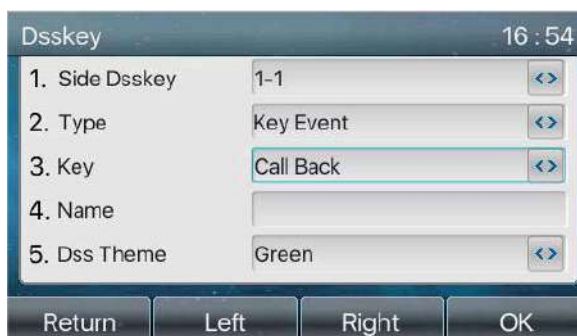 Dsskey 16 : 54
1. Side Dsskey 1-1 <>
2. Type Key Event <>
3. Key Call Back <>
4. Name
5. Dss Theme Green <>
Return Left Right OK